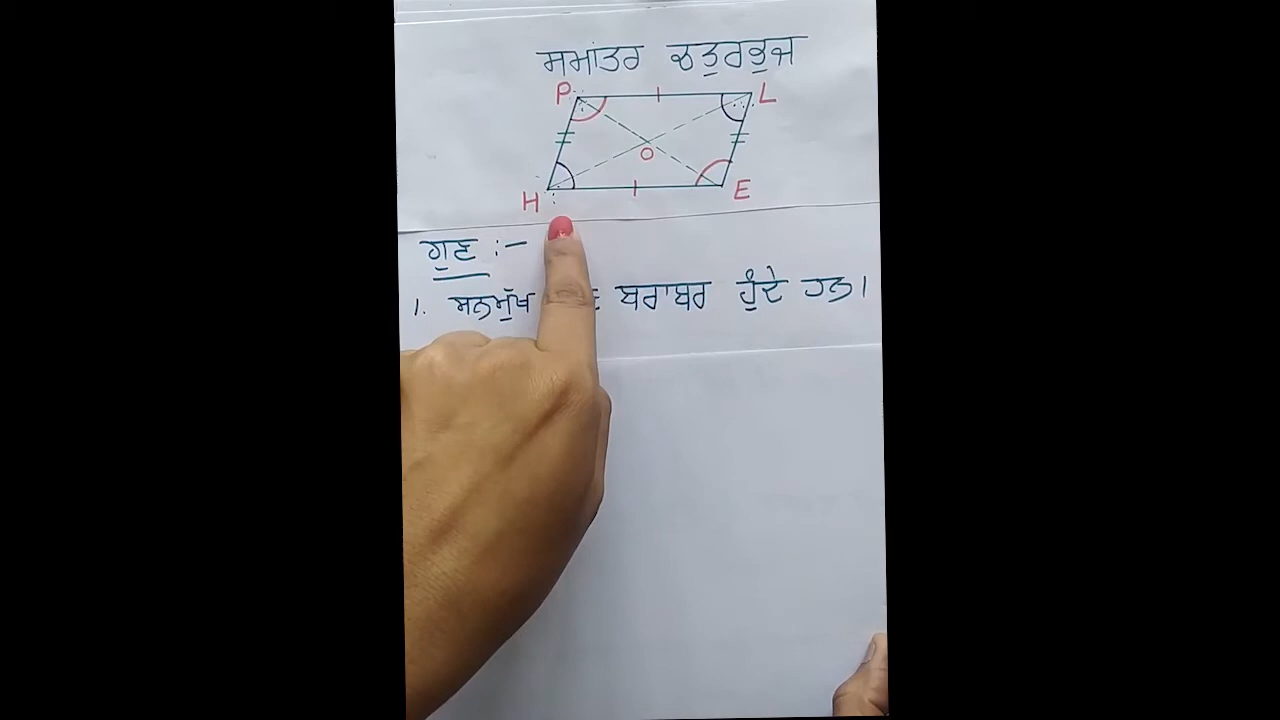 ਸਮਾਂਤਰ ਚਤੁਰਭੁਜ
P L
O
H E
ਗੁਣ :-
1. ਸਨਮੁੱਖ ਬਰਾਬਰ ਹੁੰਦੇ ਹਨ।